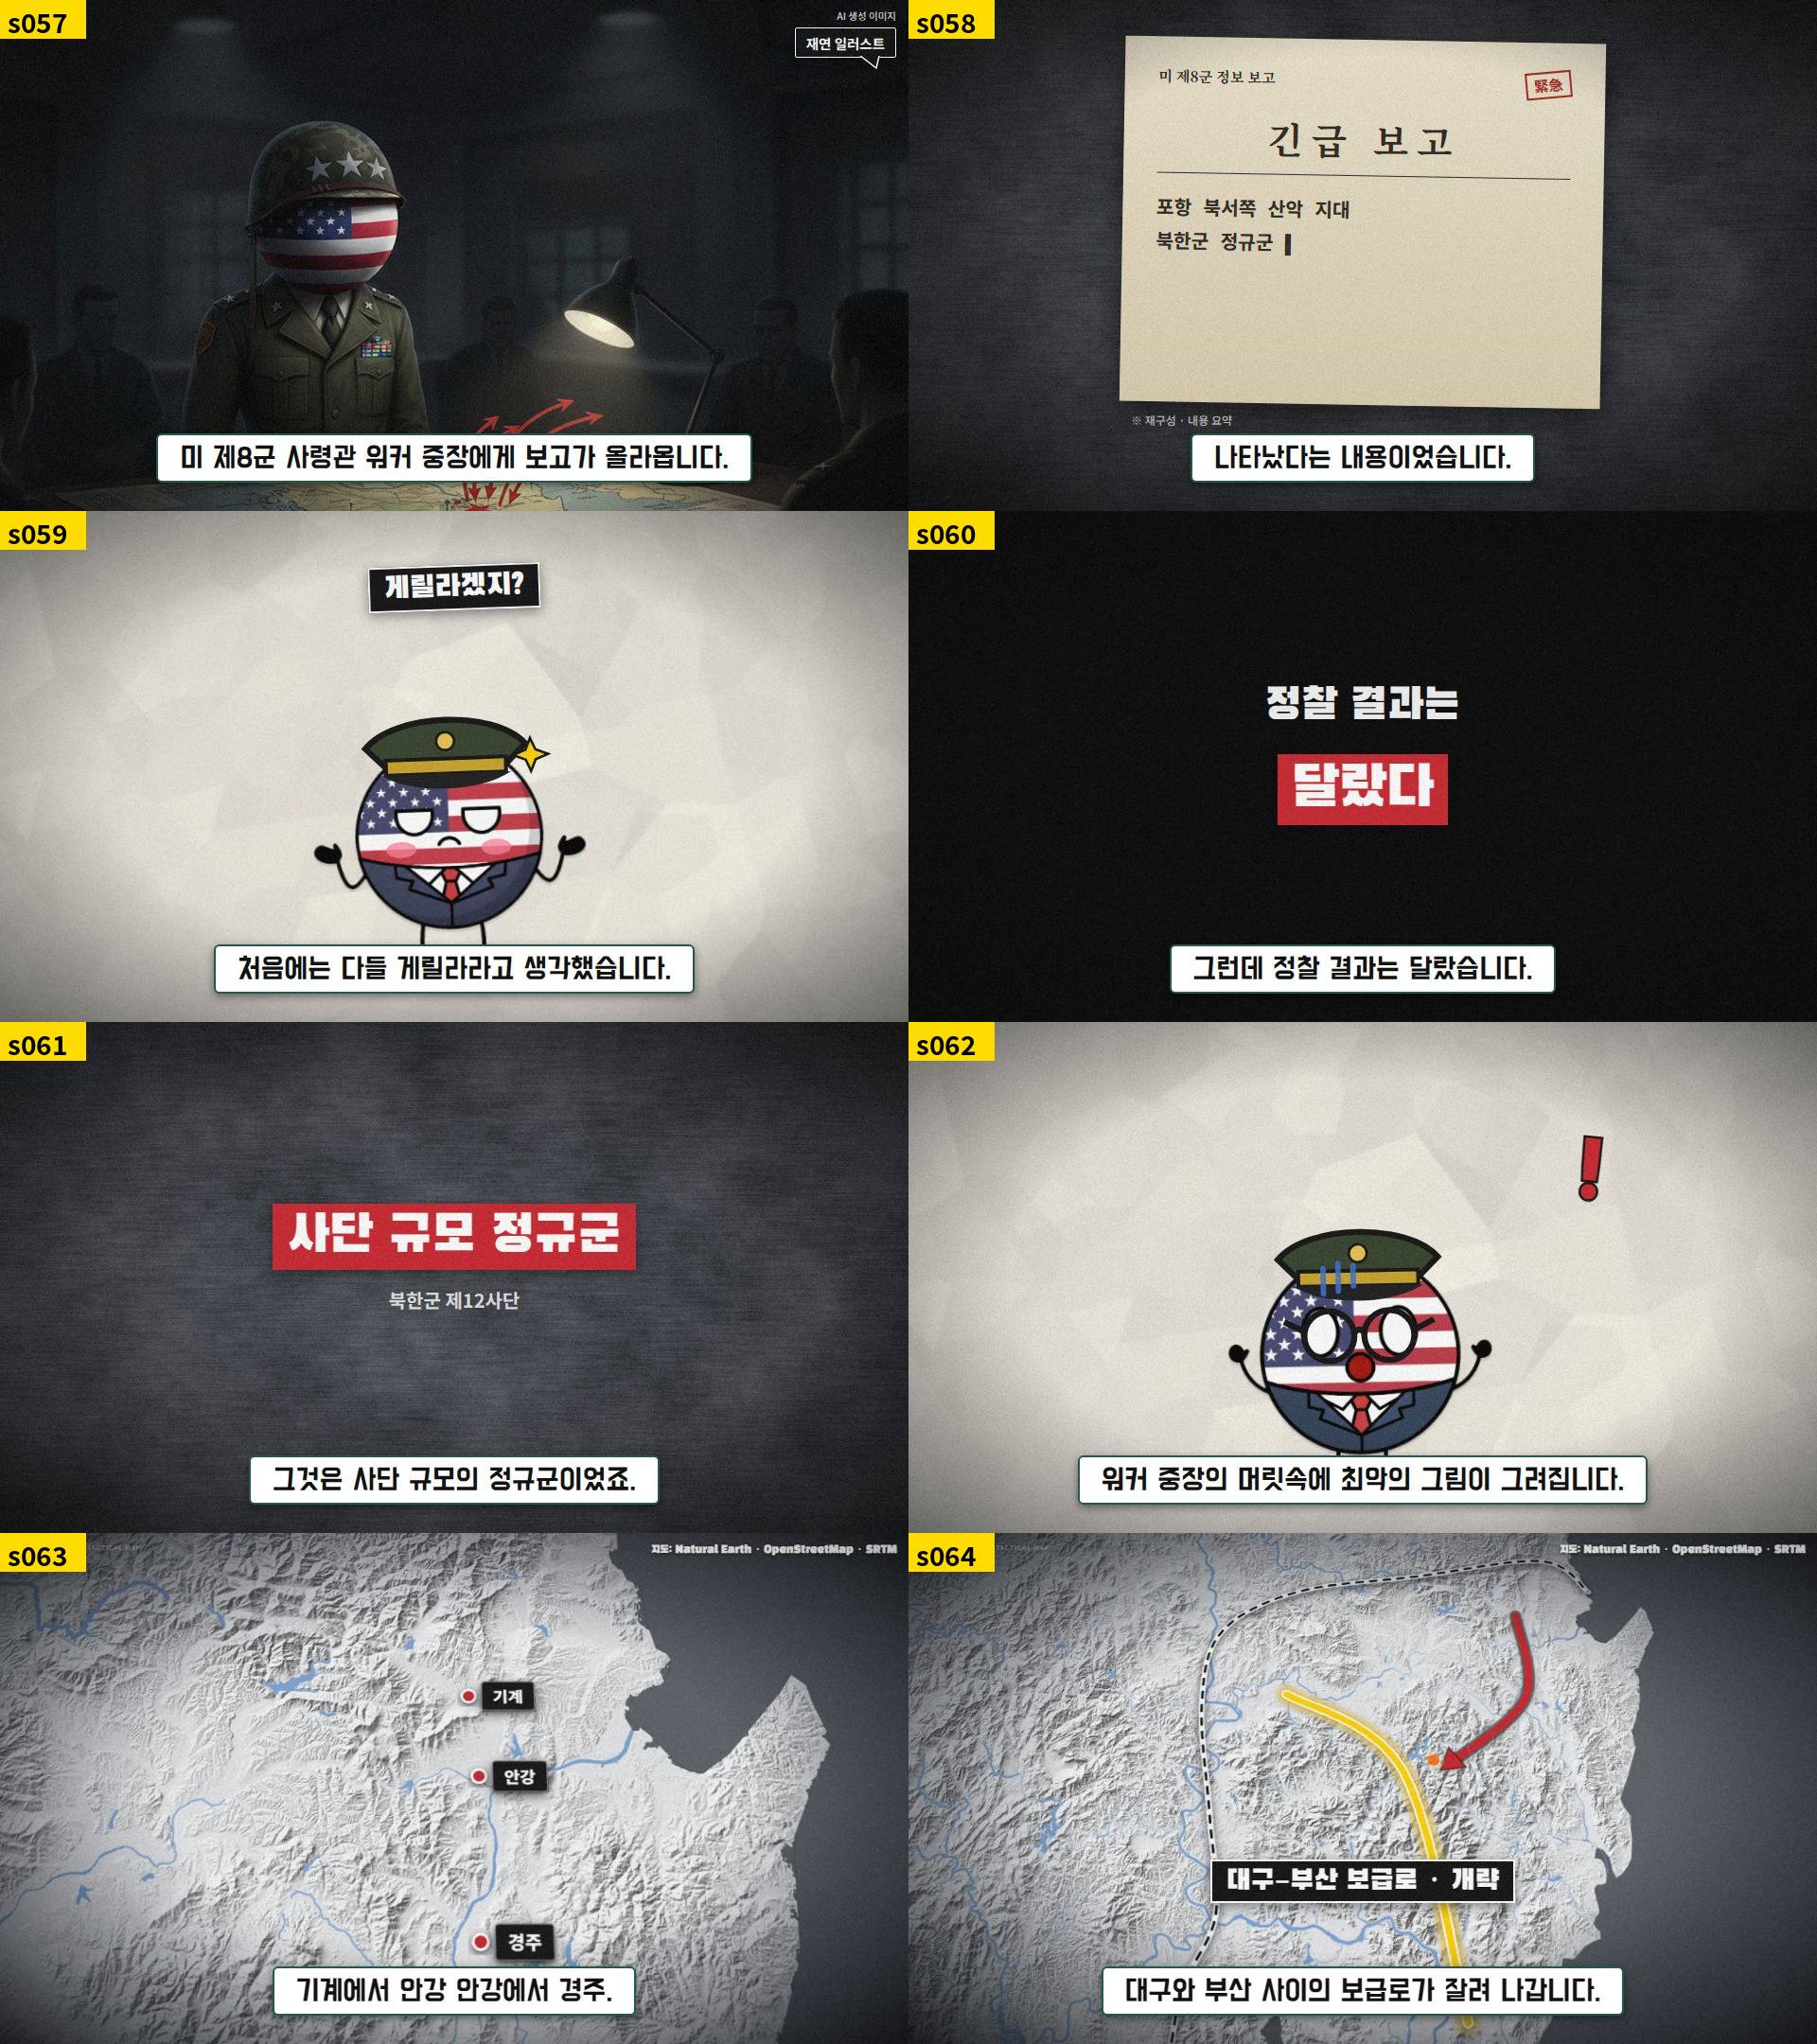 s057
AI 생성 이미지
재연 일러스트
미 제8군 사령관 워커 중장에게 보고가 올라옵니다.
s058
미 제8군 정보 보고
緊急
긴급 보고
포항 북서쪽 산악 지대
북한군 정규군
※ 재구성 · 내용 요약
나타났다는 내용이었습니다.
s059
게릴라겠지?
처음에는 다들 게릴라라고 생각했습니다.
s060
정찰 결과는
달랐다
그런데 정찰 결과는 달랐습니다.
s061
사단 규모 정규군
북한군 제12사단
그것은 사단 규모의 정규군이었죠.
s062
워커 중장의 머릿속에 최악의 그림이 그려집니다.
s063
지도: Natural Earth · OpenStreetMap · SRTM
기계
안강
경주
기계에서 안강 안강에서 경주.
s064
지도: Natural Earth · OpenStreetMap · SRTM
대구–부산 보급로 · 개략
대구와 부산 사이의 보급로가 잘려 나갑니다.